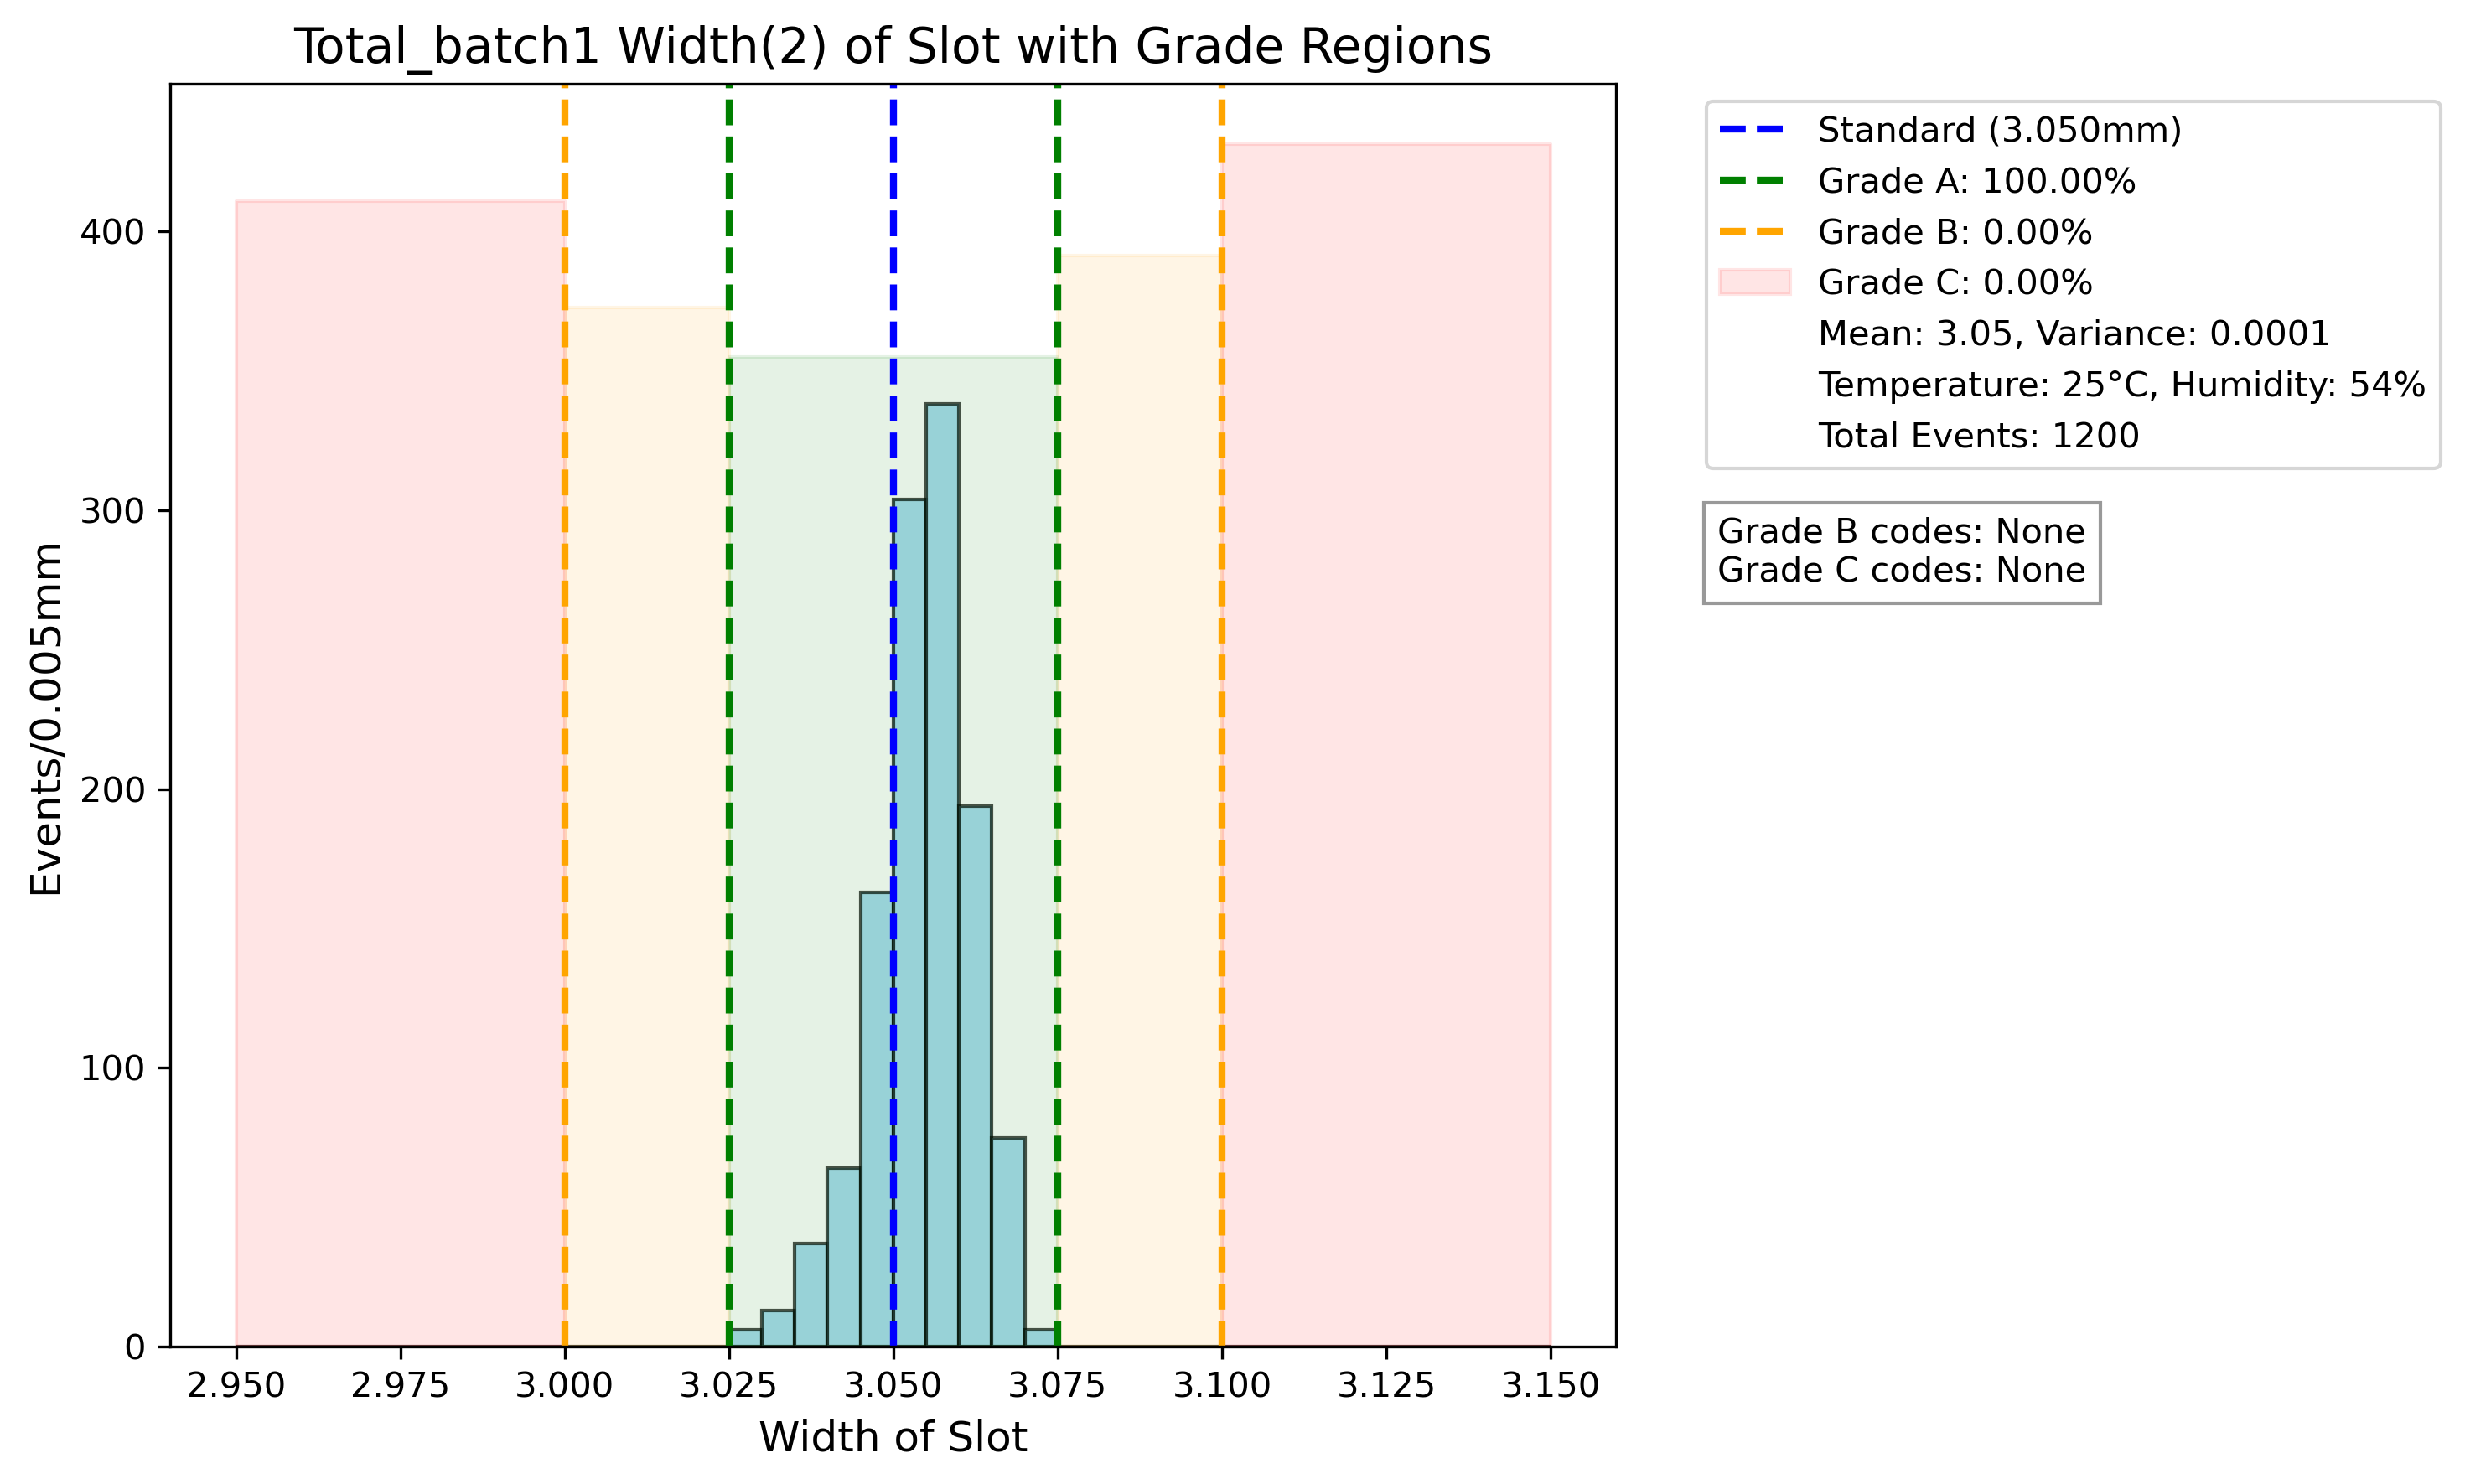 Total_batch1 Width(2) of Slot with Grade Regions
Events/0.005mm
400
300
200
100
0
2.950 2.975 3.000 3.025 3.050 3.075 3.100 3.125 3.150
Width of Slot
Standard (3.050mm)
Grade A: 100.00%
Grade B: 0.00%
Grade C: 0.00%
Mean: 3.05, Variance: 0.0001
Temperature: 25°C, Humidity: 54%
Total Events: 1200
Grade B codes: None
Grade C codes: None